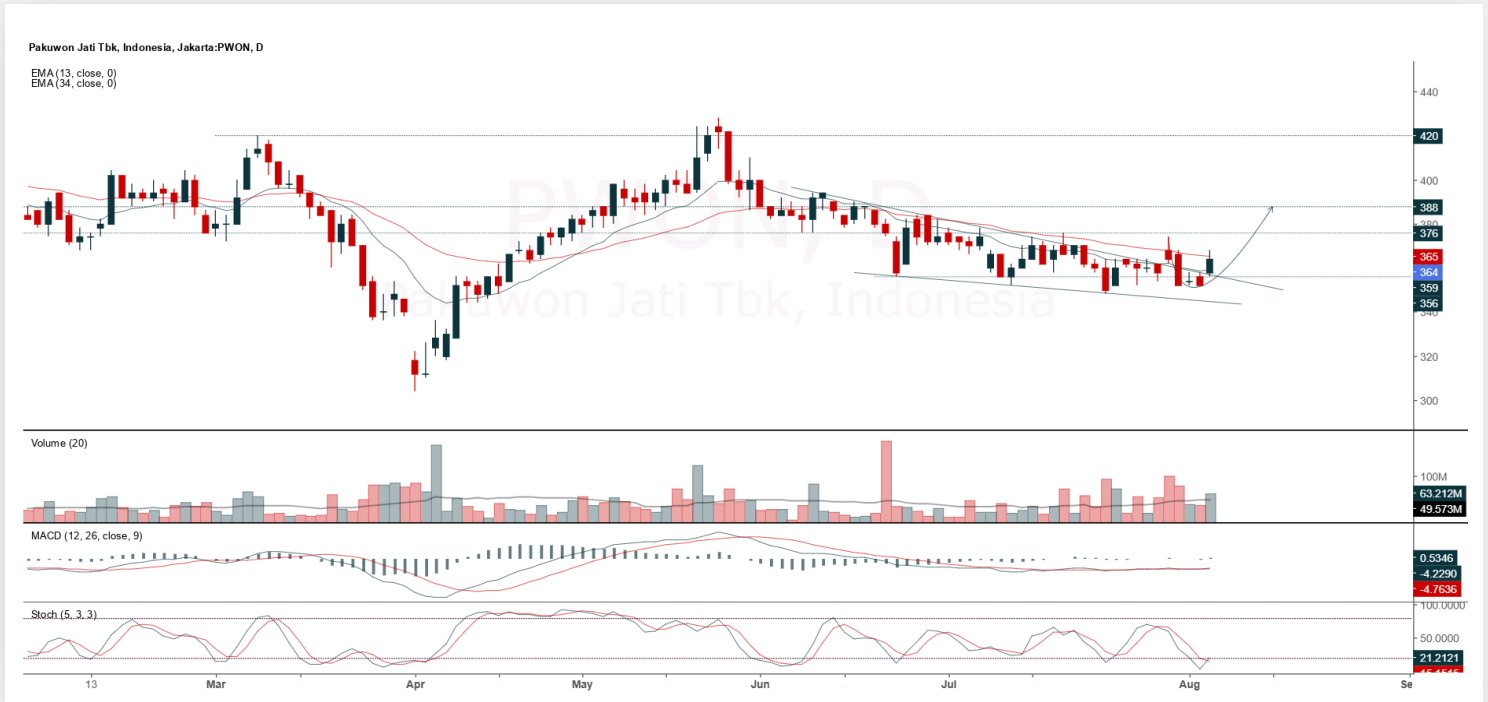 Pakuwon Jati Tbk, Indonesia, Jakarta:PWON, D
EMA (13, close, 0)
EMA (34, close, 0)
PWON, D
Pakuwon Jati Tbk, Indonesia
440
420
400
388
380
376
365
364
359
356
340
320
300
Volume (20)
100M
63.212M
49.573M
MACD (12, 26, close, 9)
0.5346
-4.2290
-4.7636
Stoch (5, 3, 3)
100.0000
50.0000
21.2121
13 Mar Apr May Jun Jul Aug Se